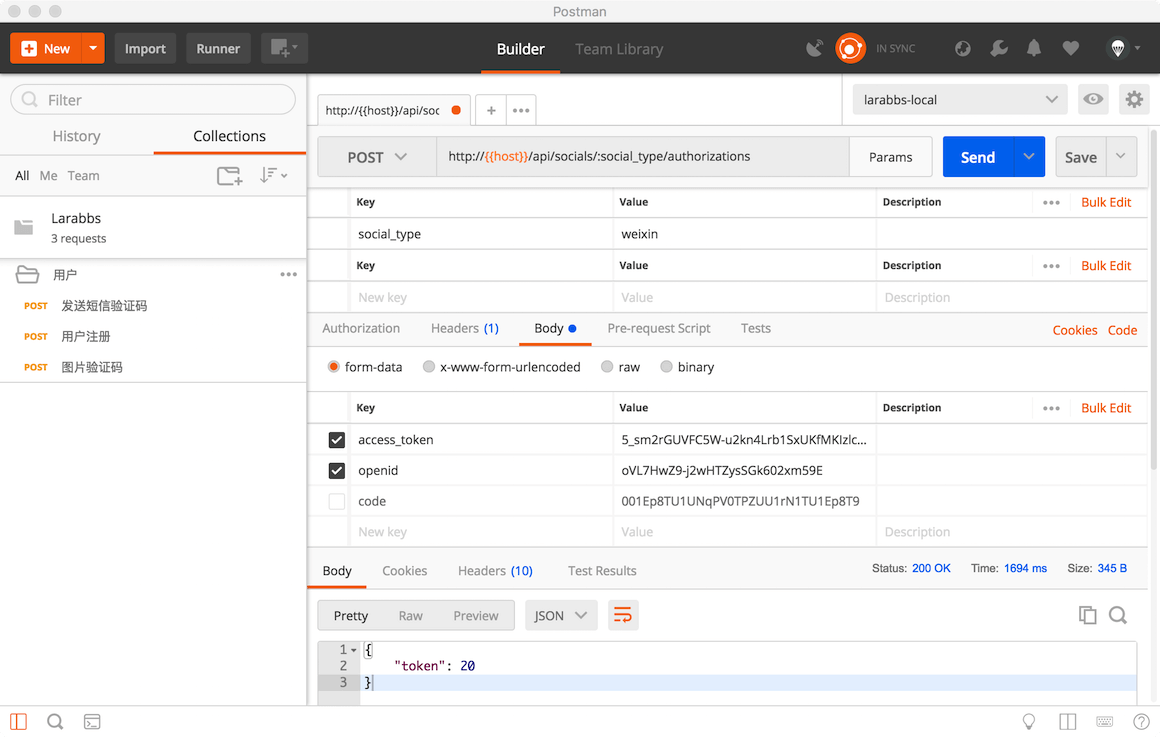 Postman
New Import Runner Builder Team Library IN SYNC
Filter
http://{{host}}/api/soc larabbs-local
History Collections
POST http://{{host}}/api/socials/:social_type/authorizations Params Send Save
All Me Team
Key Value Description Bulk Edit
Larabbs
3 requests
social_type weixin
Key Value Description Bulk Edit
用户
New key Value Description
POST 发送短信验证码
POST 用户注册
POST 图片验证码
Authorization Headers (1) Body Pre-request Script Tests Cookies Code
form-data x-www-form-urlencoded raw binary
Key Value Description Bulk Edit
access_token 5_sm2rGUVFC5W-u2kn4Lrb1SxUKfMKIzlc...
openid oVL7HwZ9-j2wHTZysSGk602xm59E
code 001Ep8TU1UNqPV0TPZUU1rN1TU1Ep8T9
New key Value Description
Body Cookies Headers (10) Test Results Status: 200 OK Time: 1694 ms Size: 345 B
Pretty Raw Preview JSON
1 {
2 "token": 20
3 }